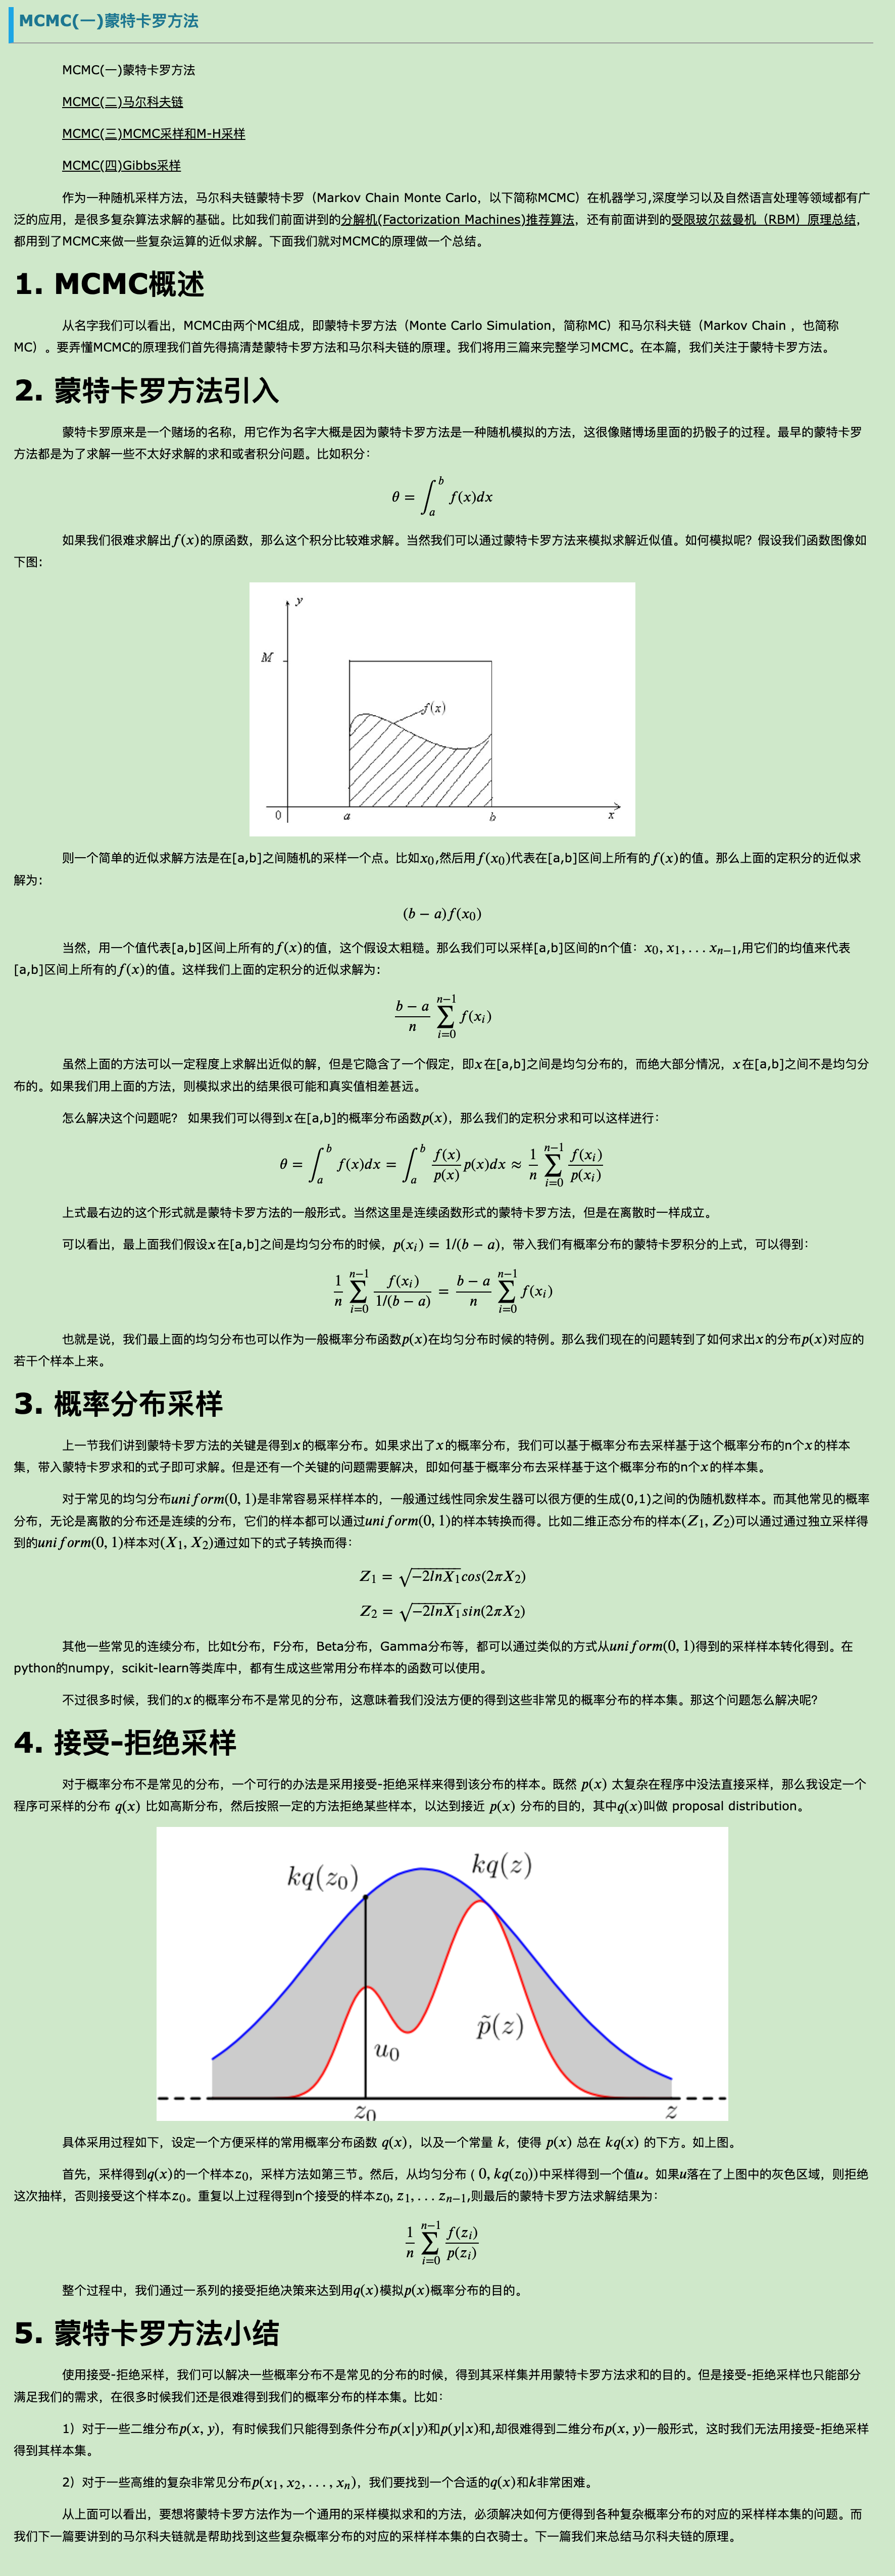 MCMC(一)蒙特卡罗方法
MCMC(一)蒙特卡罗方法
MCMC(二)马尔科夫链
MCMC(三)MCMC采样和M-H采样
MCMC(四)Gibbs采样
作为一种随机采样方法，马尔科夫链蒙特卡罗（Markov Chain Monte Carlo，以下简称MCMC）在机器学习,深度学习以及自然语言处理等领域都有广
泛的应用，是很多复杂算法求解的基础。比如我们前面讲到的分解机(Factorization Machines)推荐算法，还有前面讲到的受限玻尔兹曼机（RBM）原理总结，
都用到了MCMC来做一些复杂运算的近似求解。下面我们就对MCMC的原理做一个总结。
1. MCMC概述
从名字我们可以看出，MCMC由两个MC组成，即蒙特卡罗方法（Monte Carlo Simulation，简称MC）和马尔科夫链（Markov Chain ，也简称
MC）。要弄懂MCMC的原理我们首先得搞清楚蒙特卡罗方法和马尔科夫链的原理。我们将用三篇来完整学习MCMC。在本篇，我们关注于蒙特卡罗方法。
2. 蒙特卡罗方法引入
蒙特卡罗原来是一个赌场的名称，用它作为名字大概是因为蒙特卡罗方法是一种随机模拟的方法，这很像赌博场里面的扔骰子的过程。最早的蒙特卡罗
方法都是为了求解一些不太好求解的求和或者积分问题。比如积分：
θ = ∫_a^b f(x)dx
如果我们很难求解出f(x)的原函数，那么这个积分比较难求解。当然我们可以通过蒙特卡罗方法来模拟求解近似值。如何模拟呢？假设我们函数图像如
下图：
y
M
f(x)
0 a b x
则一个简单的近似求解方法是在[a,b]之间随机的采样一个点。比如x₀,然后用f(x₀)代表在[a,b]区间上所有的f(x)的值。那么上面的定积分的近似求
解为:
(b − a)f(x₀)
当然，用一个值代表[a,b]区间上所有的f(x)的值，这个假设太粗糙。那么我们可以采样[a,b]区间的n个值：x₀, x₁, . . . xₙ₋₁,用它们的均值来代表
[a,b]区间上所有的f(x)的值。这样我们上面的定积分的近似求解为:
\frac{b − a}{n} ∑_{i=0}^{n−1} f(x_i)
虽然上面的方法可以一定程度上求解出近似的解，但是它隐含了一个假定，即x在[a,b]之间是均匀分布的，而绝大部分情况，x在[a,b]之间不是均匀分
布的。如果我们用上面的方法，则模拟求出的结果很可能和真实值相差甚远。
怎么解决这个问题呢？ 如果我们可以得到x在[a,b]的概率分布函数p(x)，那么我们的定积分求和可以这样进行：
θ = ∫_a^b f(x)dx = ∫_a^b \frac{f(x)}{p(x)} p(x)dx ≈ \frac{1}{n} ∑_{i=0}^{n−1} \frac{f(x_i)}{p(x_i)}
上式最右边的这个形式就是蒙特卡罗方法的一般形式。当然这里是连续函数形式的蒙特卡罗方法，但是在离散时一样成立。
可以看出，最上面我们假设x在[a,b]之间是均匀分布的时候，p(x_i) = 1/(b − a)，带入我们有概率分布的蒙特卡罗积分的上式，可以得到：
\frac{1}{n} ∑_{i=0}^{n−1} \frac{f(x_i)}{1/(b − a)} = \frac{b − a}{n} ∑_{i=0}^{n−1} f(x_i)
也就是说，我们最上面的均匀分布也可以作为一般概率分布函数p(x)在均匀分布时候的特例。那么我们现在的问题转到了如何求出x的分布p(x)对应的
若干个样本上来。
3. 概率分布采样
上一节我们讲到蒙特卡罗方法的关键是得到x的概率分布。如果求出了x的概率分布，我们可以基于概率分布去采样基于这个概率分布的n个x的样本
集，带入蒙特卡罗求和的式子即可求解。但是还有一个关键的问题需要解决，即如何基于概率分布去采样基于这个概率分布的n个x的样本集。
对于常见的均匀分布uniform(0, 1)是非常容易采样样本的，一般通过线性同余发生器可以很方便的生成(0,1)之间的伪随机数样本。而其他常见的概率
分布，无论是离散的分布还是连续的分布，它们的样本都可以通过uniform(0, 1)的样本转换而得。比如二维正态分布的样本(Z₁, Z₂)可以通过通过独立采样得
到的uniform(0, 1)样本对(X₁, X₂)通过如下的式子转换而得：
Z₁ = \sqrt{−2lnX₁}cos(2πX₂)
Z₂ = \sqrt{−2lnX₁}sin(2πX₂)
其他一些常见的连续分布，比如t分布，F分布，Beta分布，Gamma分布等，都可以通过类似的方式从uniform(0, 1)得到的采样样本转化得到。在
python的numpy，scikit-learn等类库中，都有生成这些常用分布样本的函数可以使用。
不过很多时候，我们的x的概率分布不是常见的分布，这意味着我们没法方便的得到这些非常见的概率分布的样本集。那这个问题怎么解决呢？
4. 接受-拒绝采样
对于概率分布不是常见的分布，一个可行的办法是采用接受-拒绝采样来得到该分布的样本。既然 p(x) 太复杂在程序中没法直接采样，那么我设定一个
程序可采样的分布 q(x) 比如高斯分布，然后按照一定的方法拒绝某些样本，以达到接近 p(x) 分布的目的，其中q(x)叫做 proposal distribution。
kq(z₀) kq(z)
u₀ p̃(z)
z₀ z
具体采用过程如下，设定一个方便采样的常用概率分布函数 q(x)，以及一个常量 k，使得 p(x) 总在 kq(x) 的下方。如上图。
首先，采样得到q(x)的一个样本z₀，采样方法如第三节。然后，从均匀分布（0, kq(z₀))中采样得到一个值u。如果u落在了上图中的灰色区域，则拒绝
这次抽样，否则接受这个样本z₀。重复以上过程得到n个接受的样本z₀, z₁, . . . zₙ₋₁,则最后的蒙特卡罗方法求解结果为：
\frac{1}{n} ∑_{i=0}^{n−1} \frac{f(z_i)}{p(z_i)}
整个过程中，我们通过一系列的接受拒绝决策来达到用q(x)模拟p(x)概率分布的目的。
5. 蒙特卡罗方法小结
使用接受-拒绝采样，我们可以解决一些概率分布不是常见的分布的时候，得到其采样集并用蒙特卡罗方法求和的目的。但是接受-拒绝采样也只能部分
满足我们的需求，在很多时候我们还是很难得到我们的概率分布的样本集。比如：
1）对于一些二维分布p(x, y)，有时候我们只能得到条件分布p(x|y)和p(y|x)和,却很难得到二维分布p(x, y)一般形式，这时我们无法用接受-拒绝采样
得到其样本集。
2）对于一些高维的复杂非常见分布p(x₁, x₂, . . . , xₙ)，我们要找到一个合适的q(x)和k非常困难。
从上面可以看出，要想将蒙特卡罗方法作为一个通用的采样模拟求和的方法，必须解决如何方便得到各种复杂概率分布的对应的采样样本集的问题。而
我们下一篇要讲到的马尔科夫链就是帮助找到这些复杂概率分布的对应的采样样本集的白衣骑士。下一篇我们来总结马尔科夫链的原理。